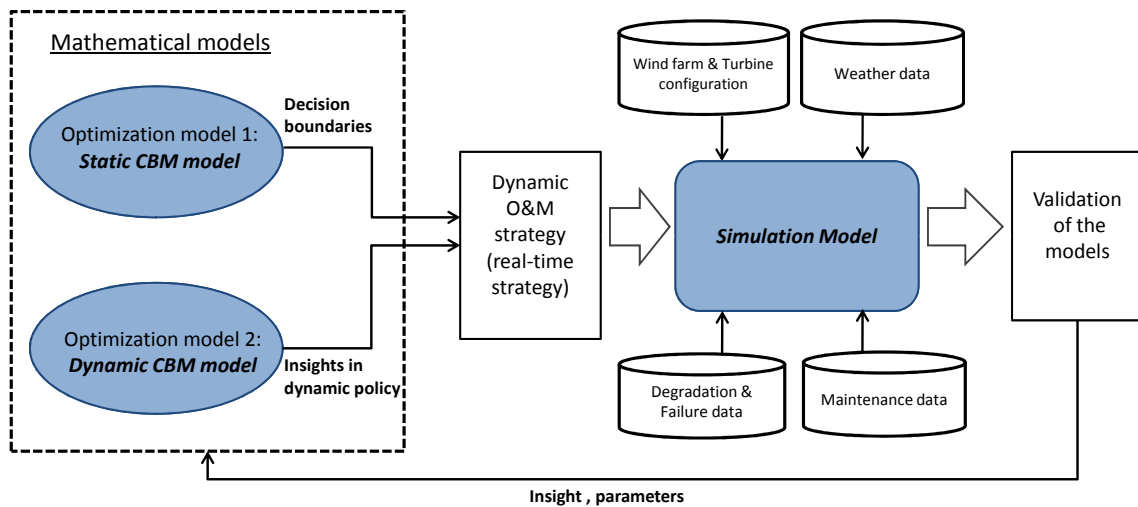 Mathematical models
Optimization model 1:
Static CBM model
Decision
boundaries
Optimization model 2:
Dynamic CBM model
Insights in
dynamic policy
Dynamic
O&M
strategy
(real-time
strategy)
Wind farm & Turbine
configuration
Weather data
Simulation Model
Degradation &
Failure data
Maintenance data
Validation
of the
models
Insight , parameters